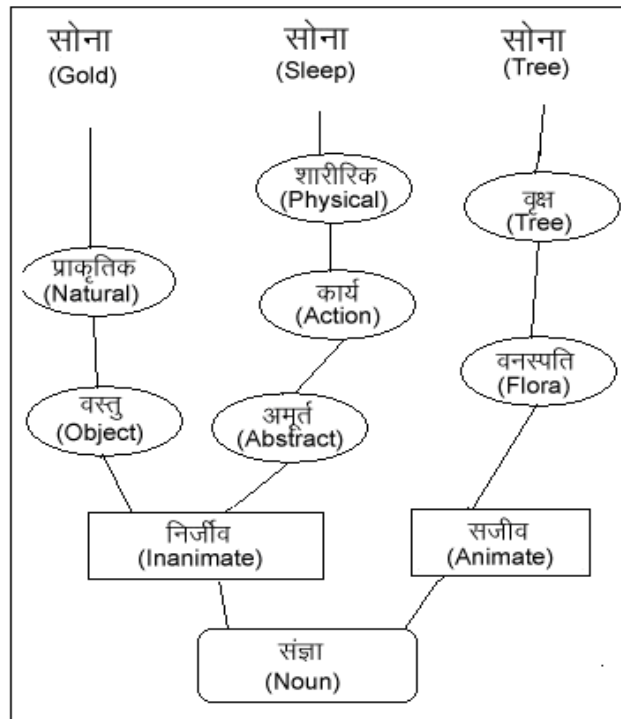 सोना सोना सोना
(Gold) (Sleep) (Tree)
शारीरिक
(Physical)
वृक्ष
(Tree)
प्राकृतिक
(Natural)
कार्य
(Action)
वनस्पति
(Flora)
वस्तु
(Object)
अमूर्त
(Abstract)
निर्जीव
(Inanimate)
सजीव
(Animate)
संज्ञा
(Noun)